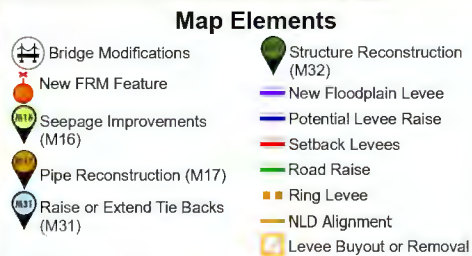 Map Elements
Bridge Modifications
New FRM Feature
M16
Seepage Improvements
(M16)
M17
Pipe Reconstruction (M17)
M31
Raise or Extend Tie Backs
(M31)
Structure Reconstruction
(M32)
New Floodplain Levee
Potential Levee Raise
Setback Levees
Road Raise
Ring Levee
NLD Alignment
Levee Buyout or Removal